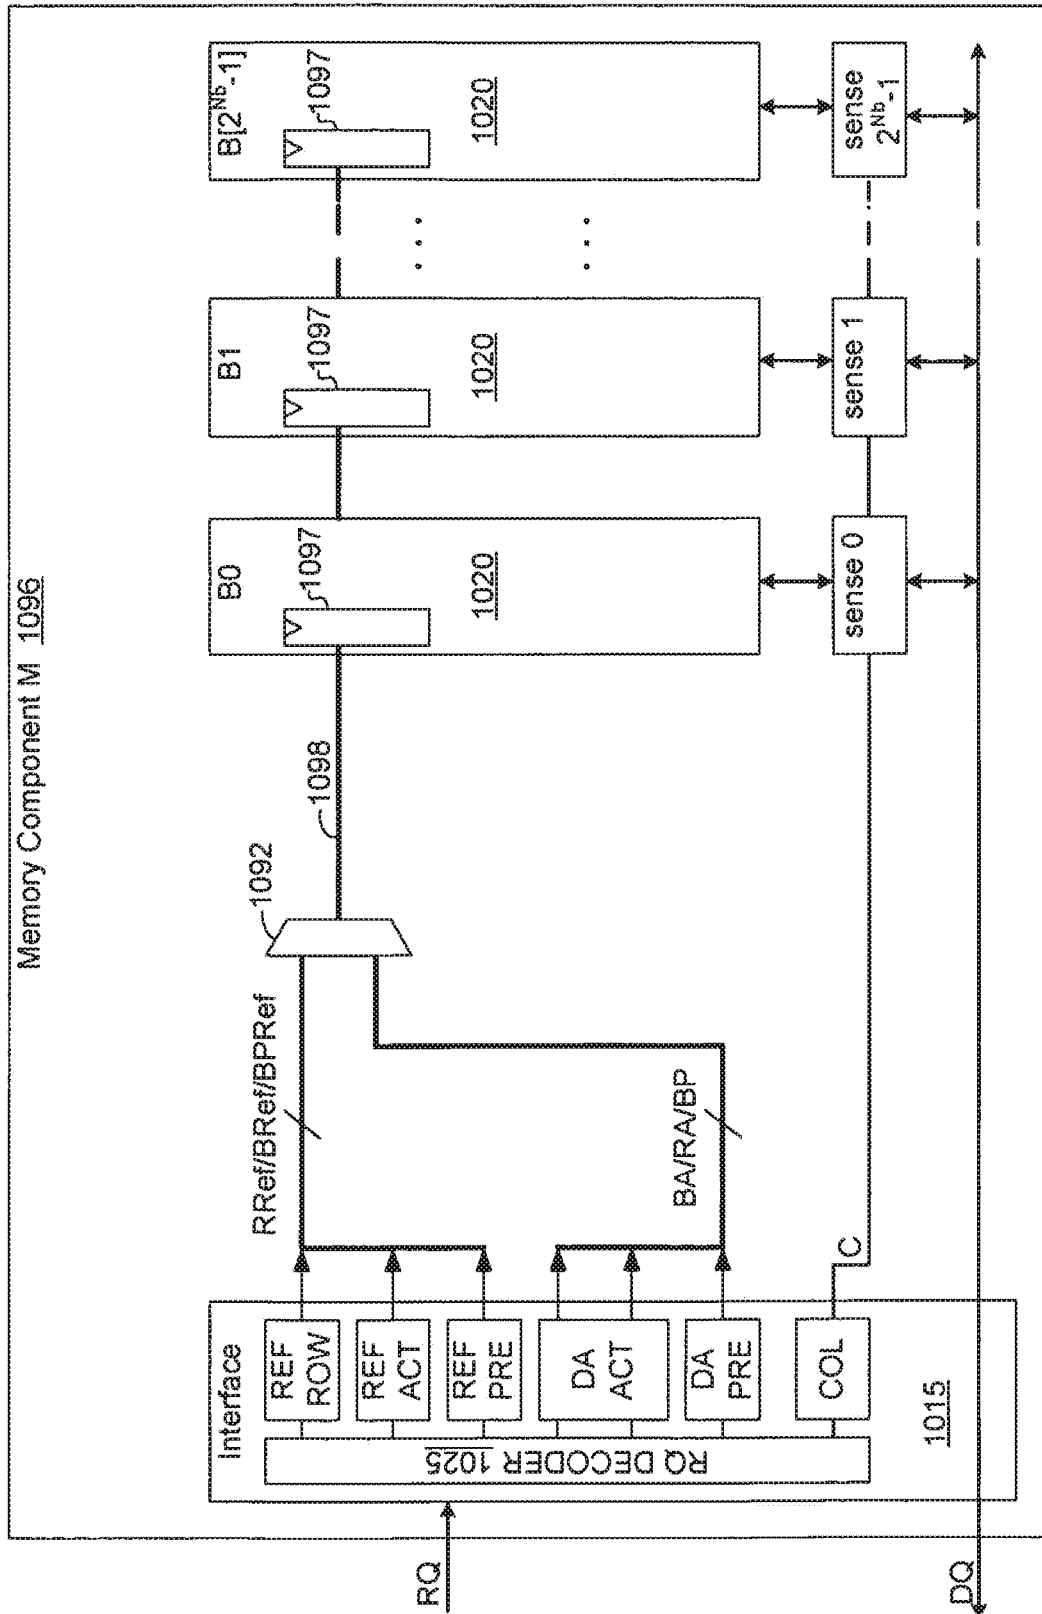 Memory Component M 1096
B0
B1
B[2^Nb-1]
1097
1097
1097
1020
1020
1020
. . .
. . .
1092
1098
RRef/BRef/BPRef
BA/RA/BP
Interface
REF
ROW
REF
ACT
REF
PRE
DA
ACT
DA
PRE
COL
RQ DECODER 1025
1015
C
sense 0
sense 1
sense
2^Nb-1
RQ
DQ